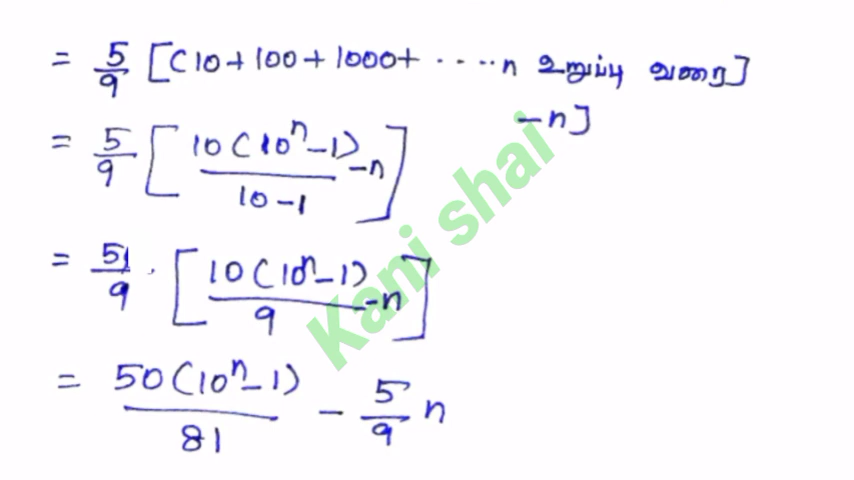 = 5/9 [(10+100+1000+ ·····n உறுப்பு வரை]
-n]
= 5/9 [10(10ⁿ-1)/10-1 -n]
= 5/9 · [10(10ⁿ-1)/9 -n]
= 50(10ⁿ-1)/81 - 5/9 n
Kani shai